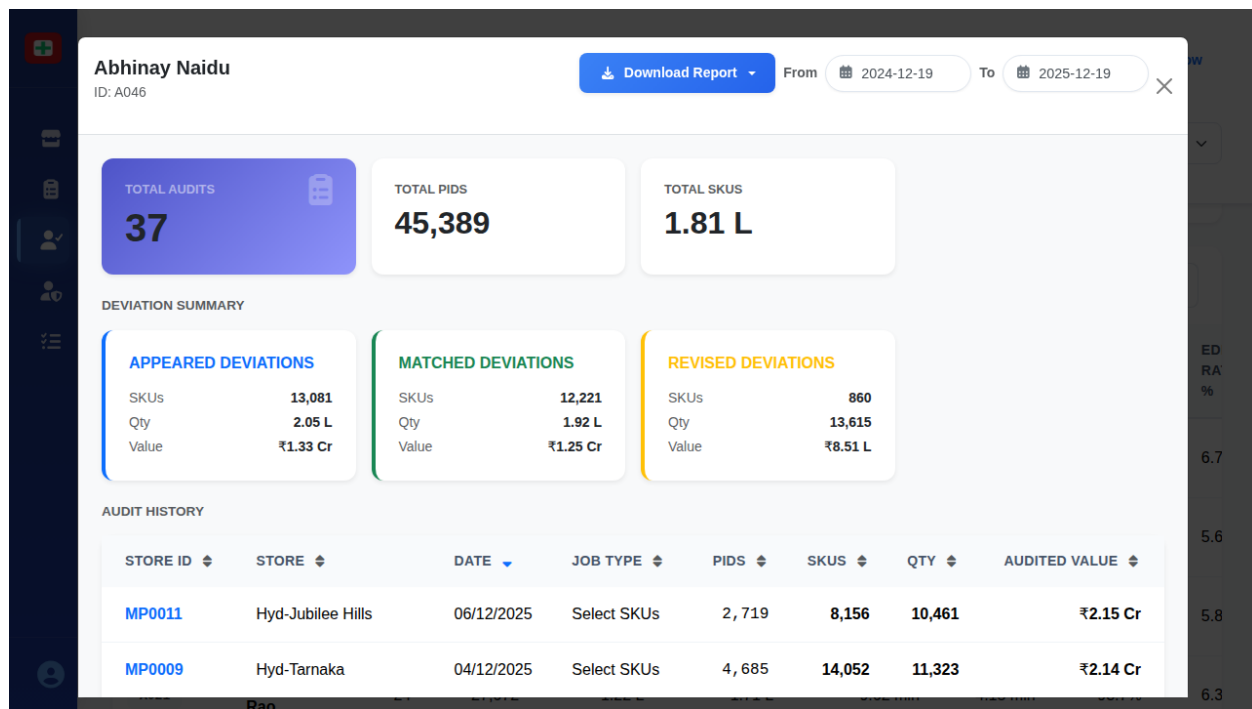 Abhinay Naidu
ID: A046
Download Report
From 2024-12-19 To 2025-12-19
TOTAL AUDITS
37
TOTAL PIDS
45,389
TOTAL SKUS
1.81 L
DEVIATION SUMMARY
APPEARED DEVIATIONS
SKUs 13,081
Qty 2.05 L
Value ₹1.33 Cr
MATCHED DEVIATIONS
SKUs 12,221
Qty 1.92 L
Value ₹1.25 Cr
REVISED DEVIATIONS
SKUs 860
Qty 13,615
Value ₹8.51 L
AUDIT HISTORY
STORE ID STORE DATE JOB TYPE PIDS SKUS QTY AUDITED VALUE
MP0011 Hyd-Jubilee Hills 06/12/2025 Select SKUs 2,719 8,156 10,461 ₹2.15 Cr
MP0009 Hyd-Tarnaka 04/12/2025 Select SKUs 4,685 14,052 11,323 ₹2.14 Cr
Rao
%
6.7
5.6
5.8
6.3